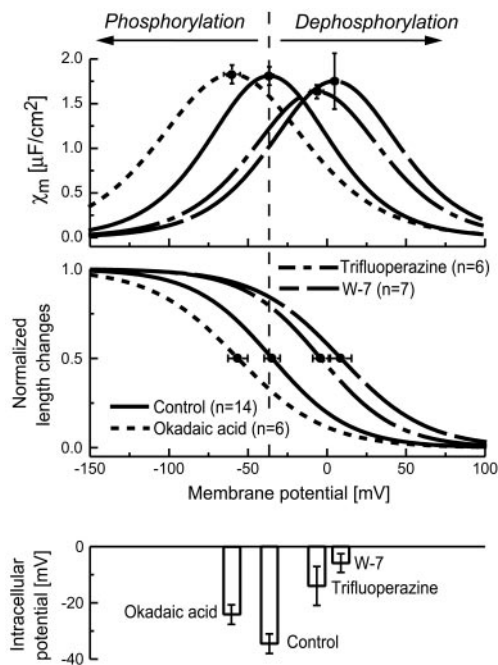 Phosphorylation Dephosphorylation
χm [μF/cm²]
2.0
1.5
1.0
0.5
0.0
Trifluoperazine (n=6)
W-7 (n=7)
Normalized
length changes
1.0
0.5
0.0
Control (n=14)
Okadaic acid (n=6)
-150 -100 -50 0 50 100
Membrane potential [mV]
Intracellular
potential [mV]
0
-20
-40
W-7
Trifluoperazine
Okadaic acid
Control